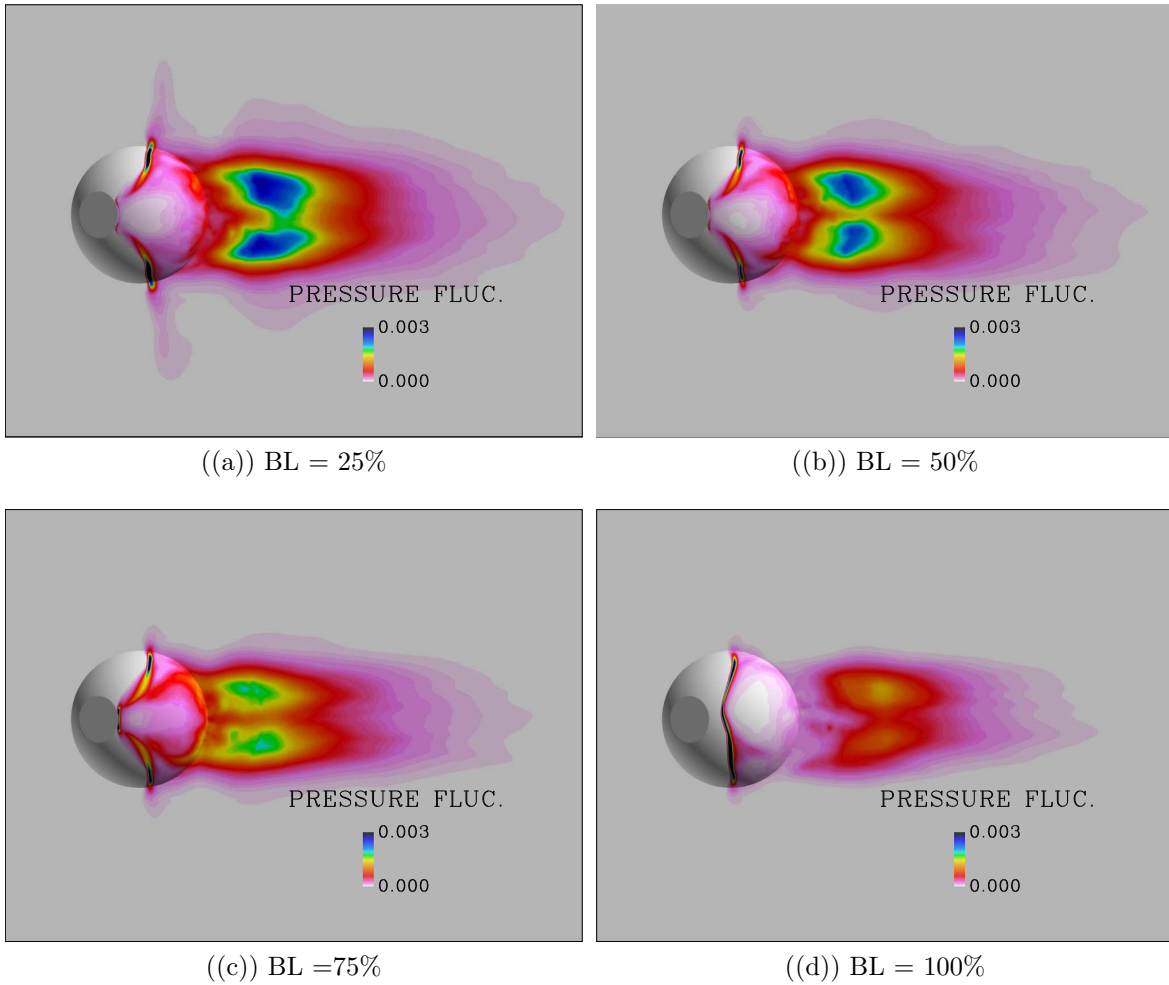 PRESSURE FLUC.
0.003
0.000
((a)) BL = 25%
PRESSURE FLUC.
0.003
0.000
((b)) BL = 50%
PRESSURE FLUC.
0.003
0.000
((c)) BL =75%
PRESSURE FLUC.
0.003
0.000
((d)) BL = 100%